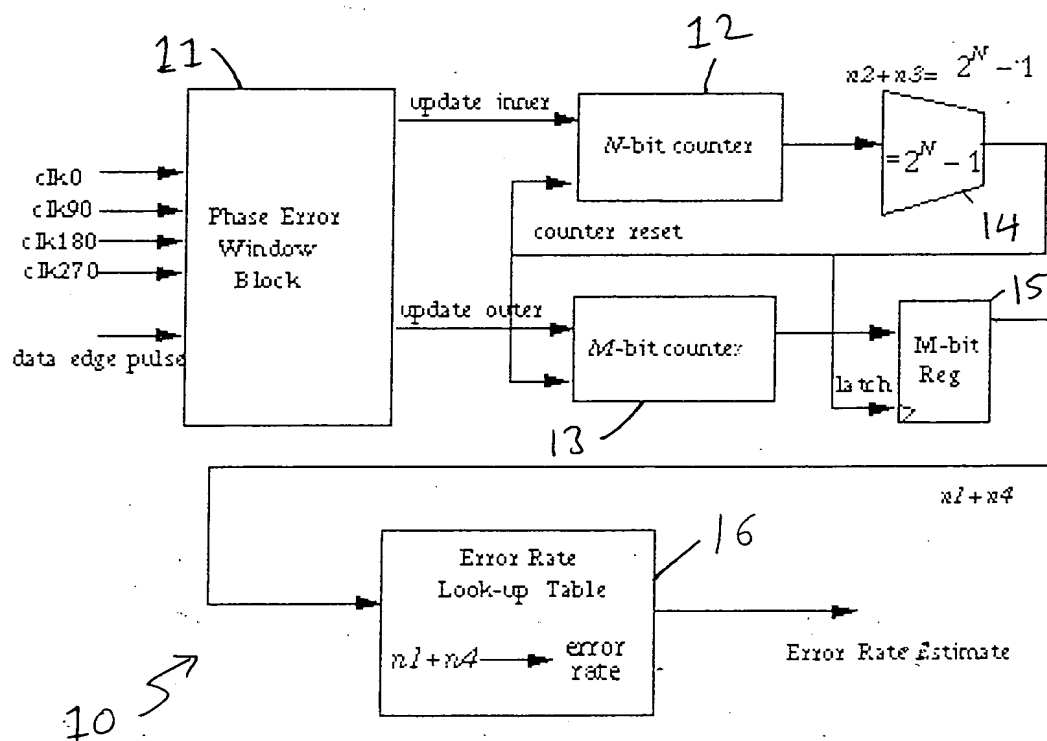 11
12
n2+n3= 2^N - 1
update inner
N-bit counter
= 2^N - 1
clk0
clk90
clk180
clk270
Phase Error
Window
Block
counter reset
14
15
update outer
data edge pulse
M-bit counter
M-bit
Reg
latch
13
n1+n4
16
Error Rate
Look-up Table
n1+n4
error
rate
Error Rate Estimate
10